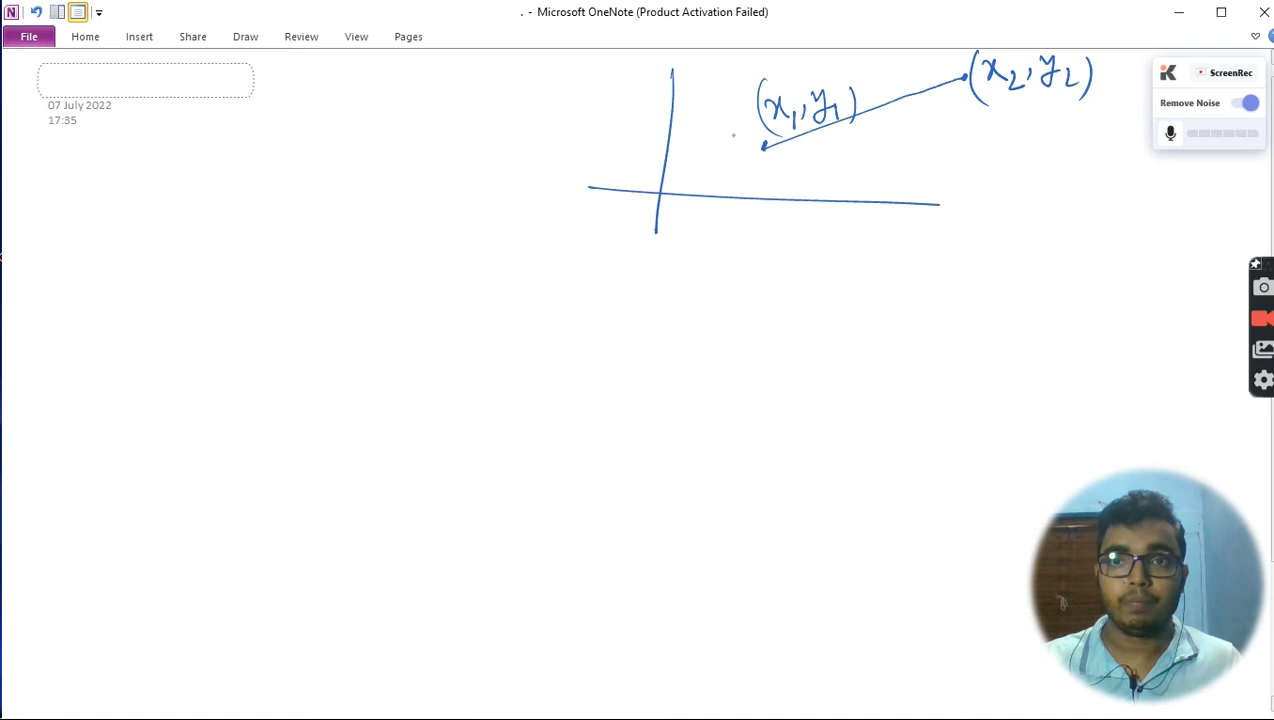 . - Microsoft OneNote (Product Activation Failed)
File Home Insert Share Draw Review View Pages
07 July 2022
17:35
(x₁, y₁)
(x₂, y₂)
ScreenRec
Remove Noise